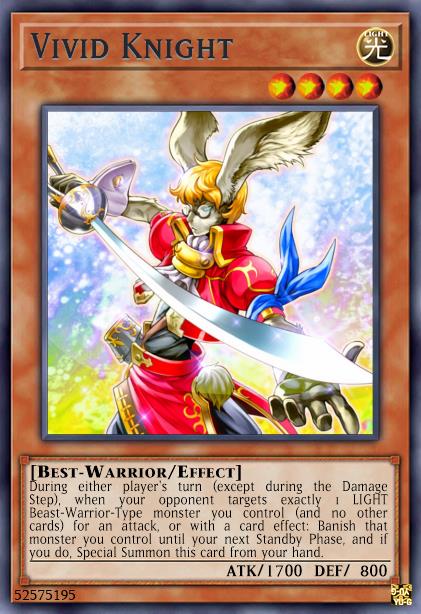 VIVID KNIGHT
LIGHT
光
[BEST-WARRIOR/EFFECT]
During either player's turn (except during the Damage
Step), when your opponent targets exactly 1 LIGHT
Beast-Warrior-Type monster you control (and no other
cards) for an attack, or with a card effect: Banish that
monster you control until your next Standby Phase, and if
you do, Special Summon this card from your hand.
ATK/1700 DEF/ 800
52575195